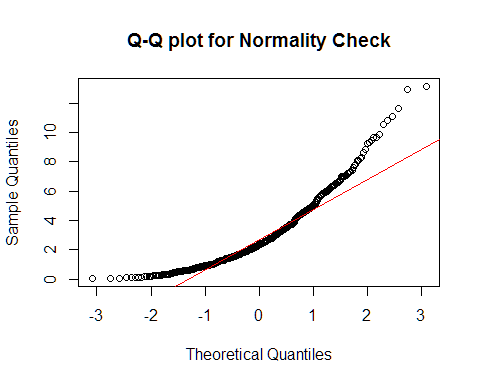 Q-Q plot for Normality Check
Sample Quantiles
10
8
6
4
2
0
-3 -2 -1 0 1 2 3
Theoretical Quantiles